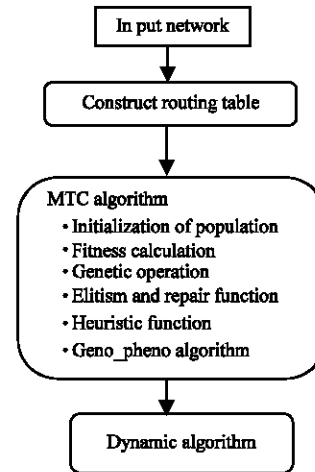 In put network
Construct routing table
MTC algorithm
• Initialization of population
• Fitness calculation
• Genetic operation
• Elitism and repair function
• Heuristic function
• Geno_pheno algorithm
Dynamic algorithm